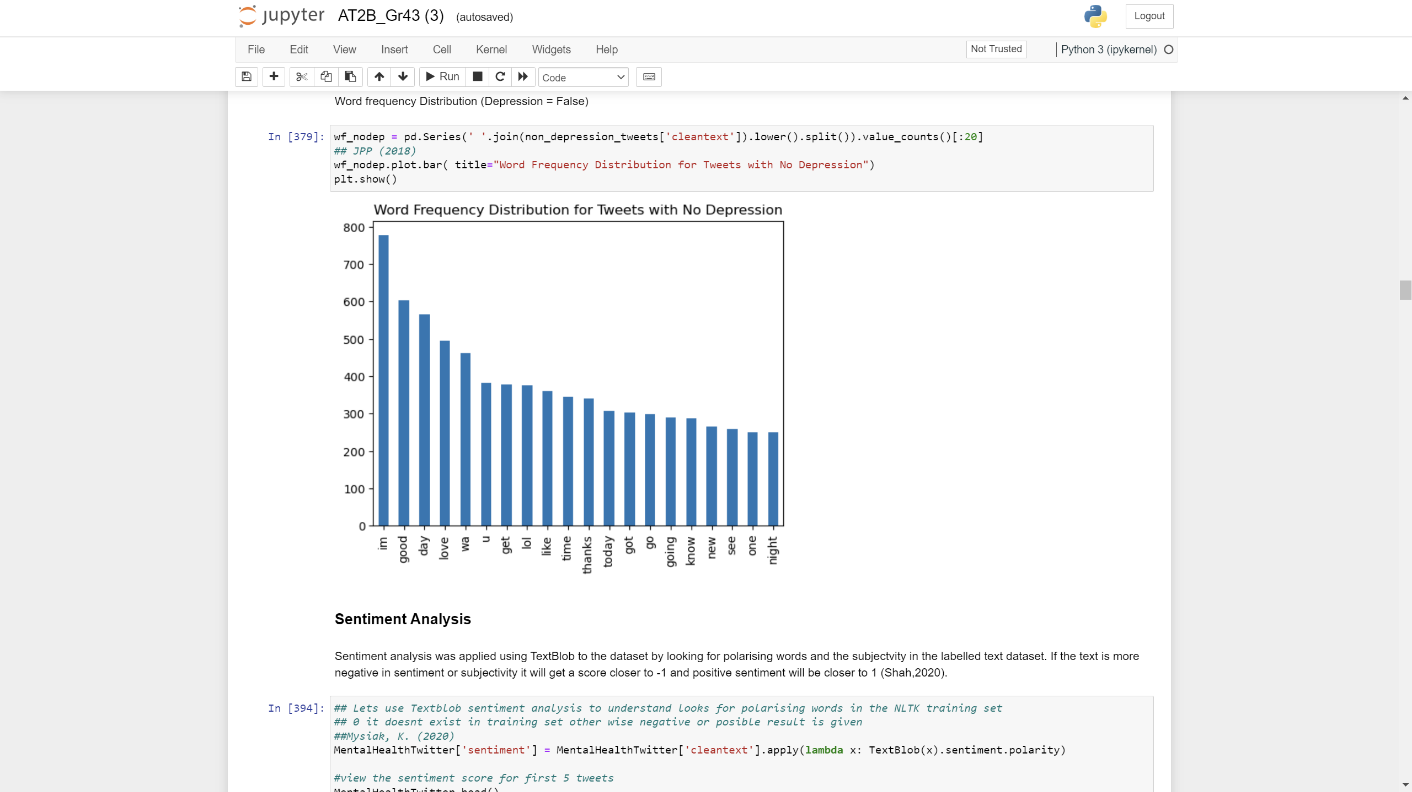 jupyter AT2B_Gr43 (3) (autosaved)
Logout
File Edit View Insert Cell Kernel Widgets Help
Not Trusted
Python 3 (ipykernel)
Run
Code
Word frequency Distribution (Depression = False)
In [379]:
wf_nodep = pd.Series(' '.join(non_depression_tweets['cleantext']).lower().split()).value_counts()[:20]
## JPP (2018)
wf_nodep.plot.bar( title="Word Frequency Distribution for Tweets with No Depression")
plt.show()
Word Frequency Distribution for Tweets with No Depression
800
700
600
500
400
300
200
100
0
im
good
day
love
wa
u
get
lol
like
time
thanks
today
got
go
going
know
new
see
one
night
Sentiment Analysis
Sentiment analysis was applied using TextBlob to the dataset by looking for polarising words and the subjectvity in the labelled text dataset. If the text is more
negative in sentiment or subjectivity it will get a score closer to -1 and positive sentiment will be closer to 1 (Shah,2020).
In [394]:
## Lets use Textblob sentiment analysis to understand looks for polarising words in the NLTK training set
## 0 it doesnt exist in training set other wise negative or posible result is given
##Mysiak, K. (2020)
MentalHealthTwitter['sentiment'] = MentalHealthTwitter['cleantext'].apply(lambda x: TextBlob(x).sentiment.polarity)
#view the sentiment score for first 5 tweets
MentalHealthTwitter.head()